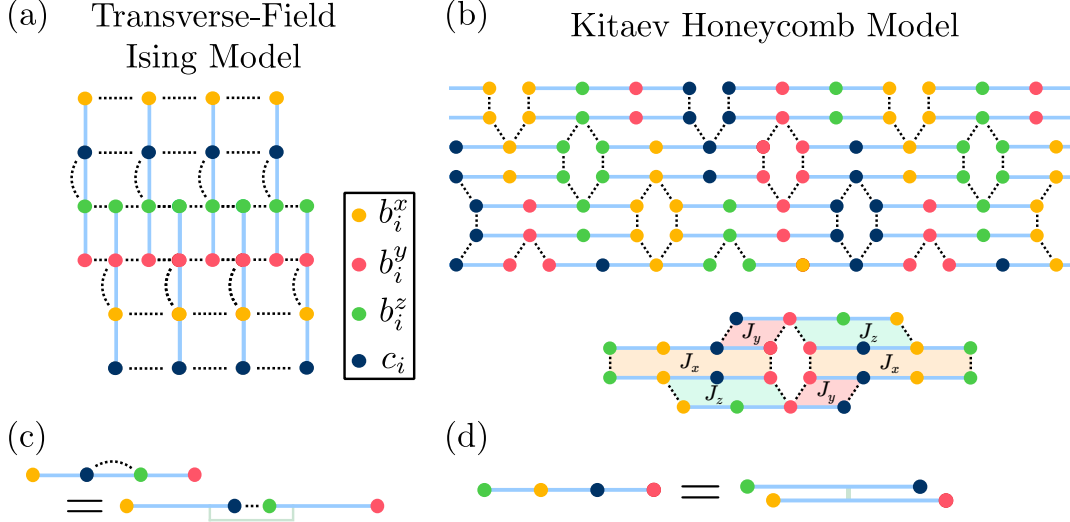 (a) Transverse-Field
Ising Model
b_i^x
b_i^y
b_i^z
c_i
(b)
Kitaev Honeycomb Model
J_y
J_z
J_x
J_x
J_z
J_y
(c)
(d)